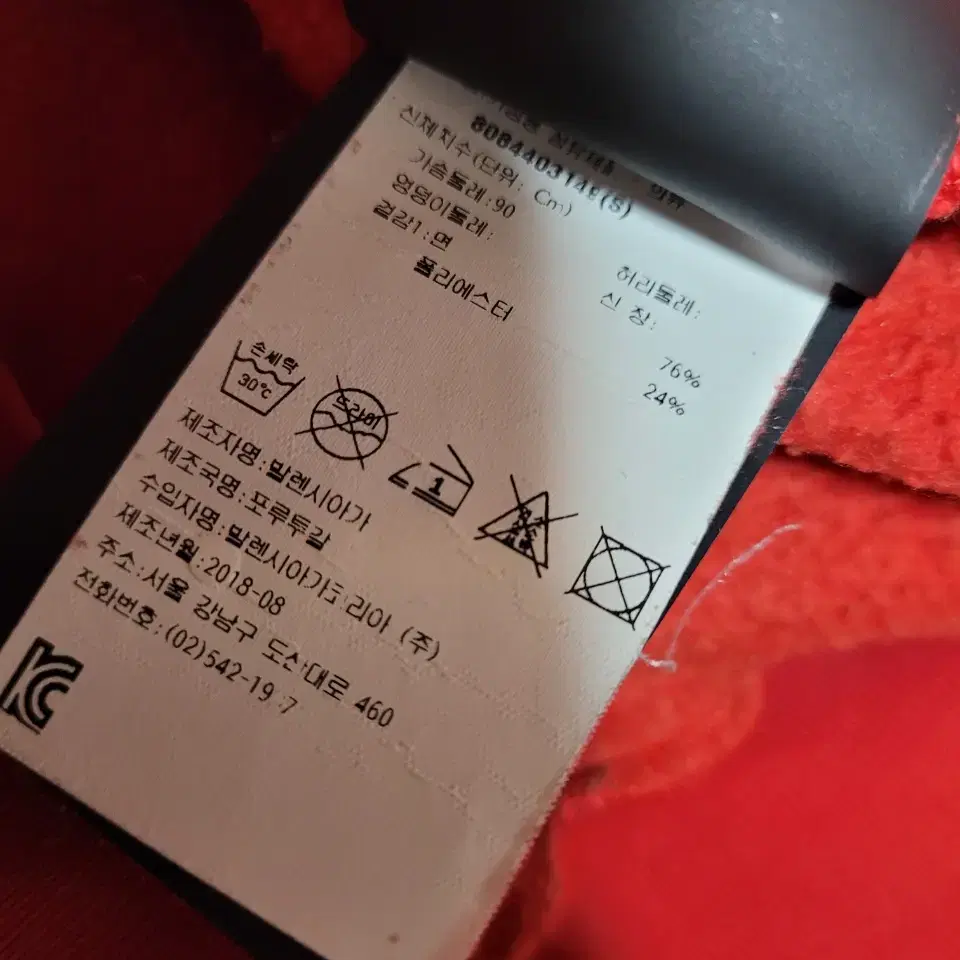 8084403149(S)
신체치수(단위: Cm)
가슴둘레:90 허리둘레:
엉덩이둘레: 신 장:
겉감1:면 76%
폴리에스터 24%
손세탁
30℃
드라이
1
제조자명:발렌시아가
제조국명:포루투갈
수입자명:발렌시아가코리아 (주)
제조년월:2018-08
주소:서울 강남구 도산대로 460
전화번호:(02)542-19 7
KC